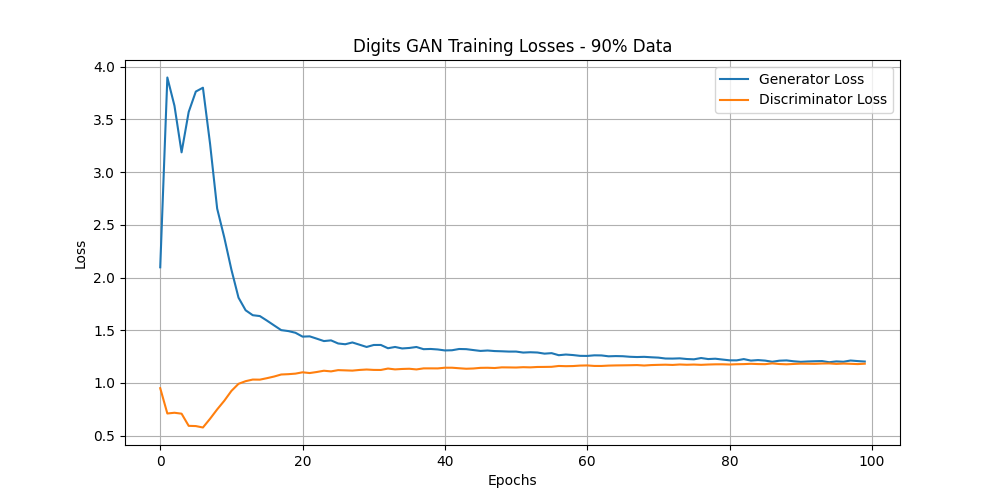 Digits GAN Training Losses - 90% Data
Generator Loss
Discriminator Loss
4.0
3.5
3.0
2.5
2.0
1.5
1.0
0.5
Loss
0 20 40 60 80 100
Epochs